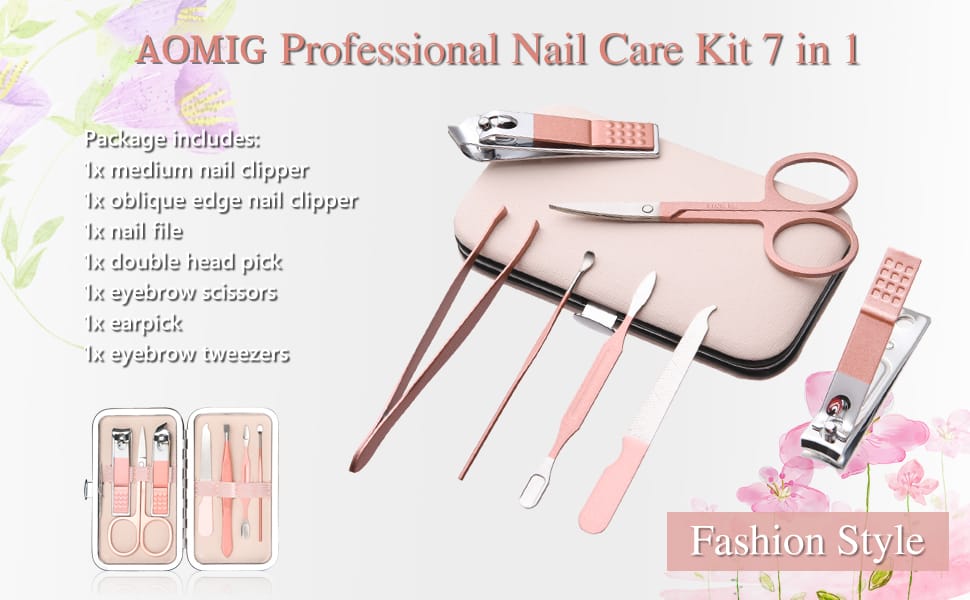 AOMIG Professional Nail Care Kit 7 in 1
Package includes:
1x medium nail clipper
1x oblique edge nail clipper
1x nail file
1x double head pick
1x eyebrow scissors
1x earpick
1x eyebrow tweezers
Fashion Style